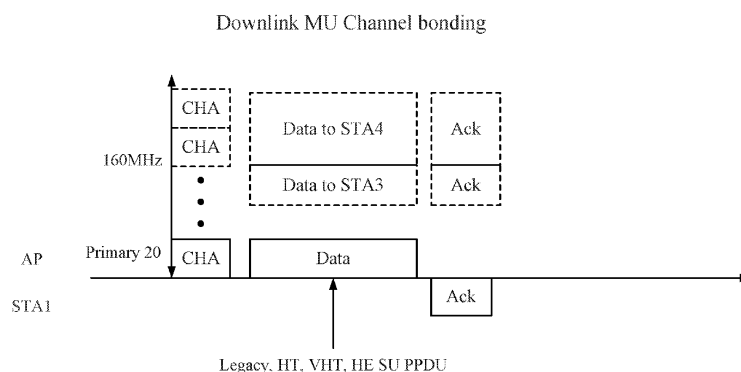 Downlink MU Channel bonding
CHA
CHA
Data to STA4
Ack
160MHz
Data to STA3
Ack
AP
Primary 20
CHA
Data
STA1
Ack
Legacy, HT, VHT, HE SU PPDU